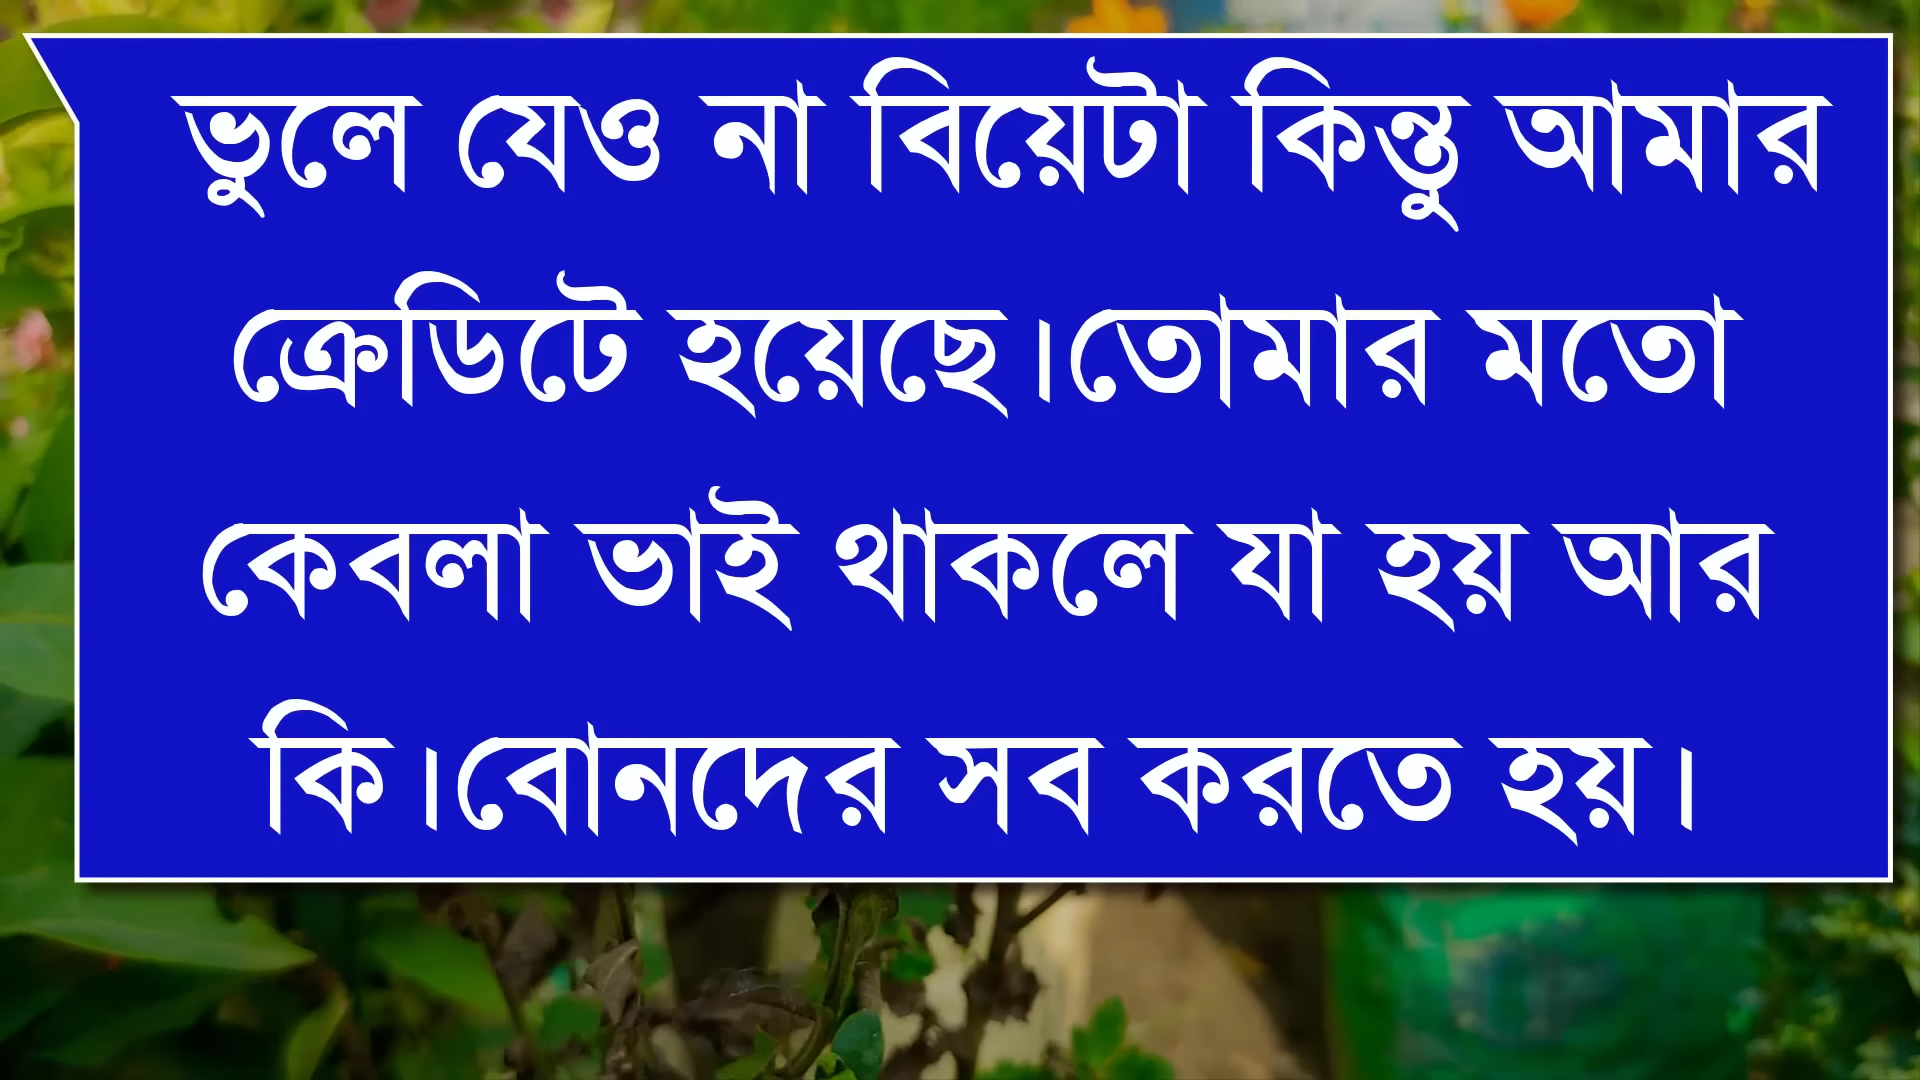 ভুলে যেও না বিয়েটা কিন্তু আমার
ক্রেডিটে হয়েছে।তোমার মতো
কেবলা ভাই থাকলে যা হয় আর
কি।বোনদের সব করতে হয়।